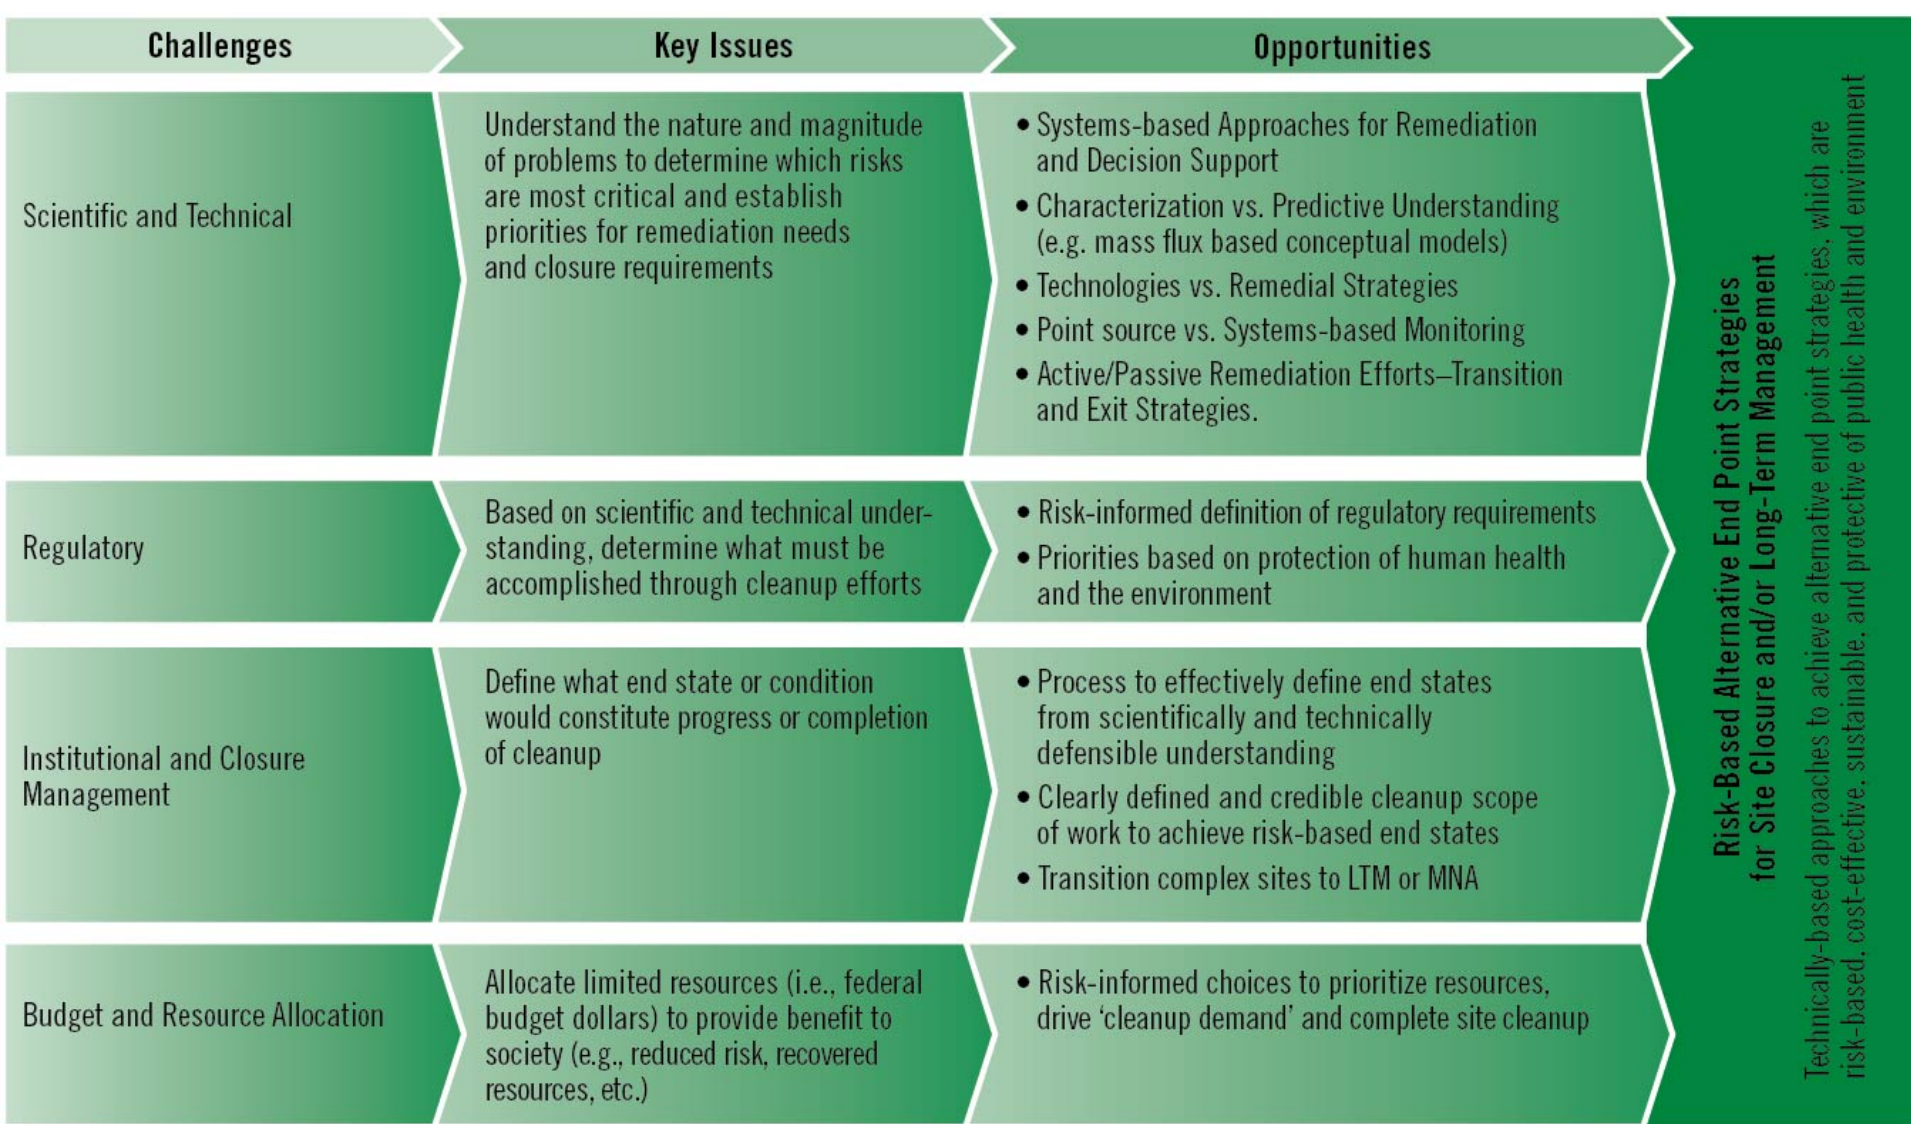 Challenges
Key Issues
Opportunities
Scientific and Technical
Understand the nature and magnitude
of problems to determine which risks
are most critical and establish
priorities for remediation needs
and closure requirements
• Systems-based Approaches for Remediation
and Decision Support
• Characterization vs. Predictive Understanding
(e.g. mass flux based conceptual models)
• Technologies vs. Remedial Strategies
• Point source vs. Systems-based Monitoring
• Active/Passive Remediation Efforts–Transition
and Exit Strategies.
Regulatory
Based on scientific and technical under-
standing, determine what must be
accomplished through cleanup efforts
• Risk-informed definition of regulatory requirements
• Priorities based on protection of human health
and the environment
Institutional and Closure
Management
Define what end state or condition
would constitute progress or completion
of cleanup
• Process to effectively define end states
from scientifically and technically
defensible understanding
• Clearly defined and credible cleanup scope
of work to achieve risk-based end states
• Transition complex sites to LTM or MNA
Budget and Resource Allocation
Allocate limited resources (i.e., federal
budget dollars) to provide benefit to
society (e.g., reduced risk, recovered
resources, etc.)
• Risk-informed choices to prioritize resources,
drive ‘cleanup demand’ and complete site cleanup
Risk-Based Alternative End Point Strategies
for Site Closure and/or Long-Term Management
Technically-based approaches to achieve alternative end point strategies, which are
risk-based, cost-effective, sustainable, and protective of public health and environment